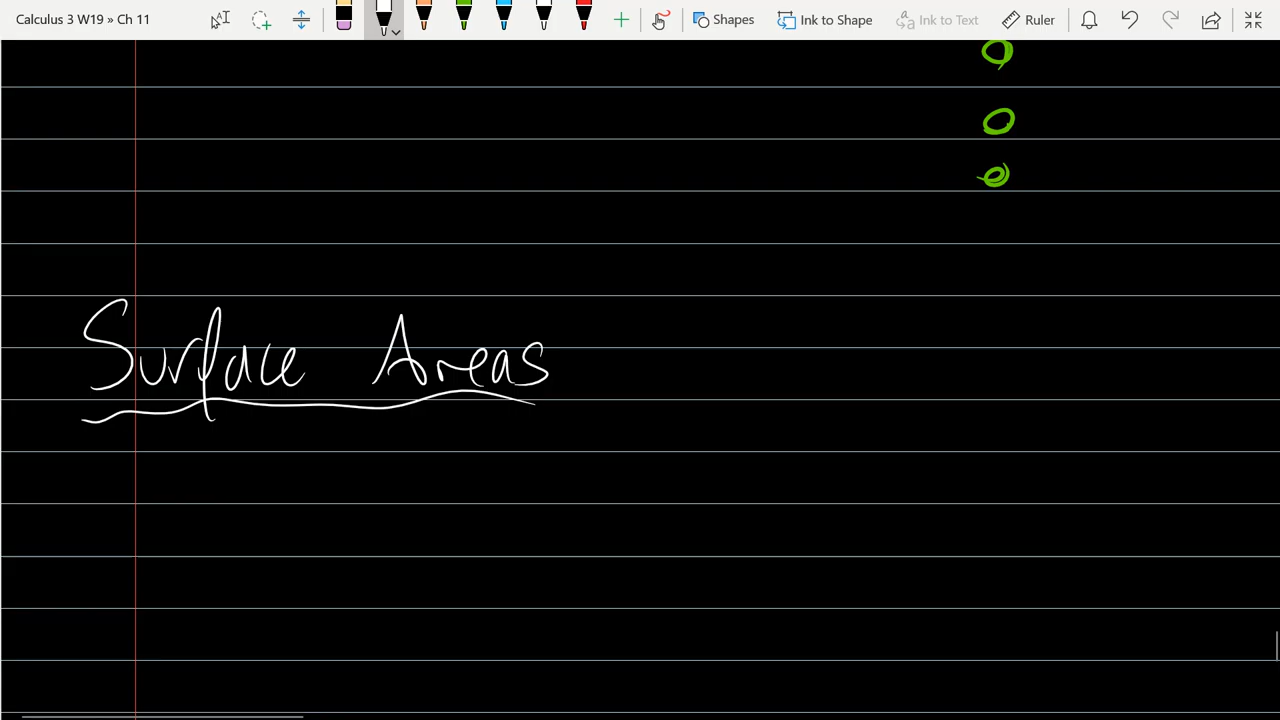 Calculus 3 W19 » Ch 11 Shapes Ink to Shape Ink to Text Ruler
Surface Areas